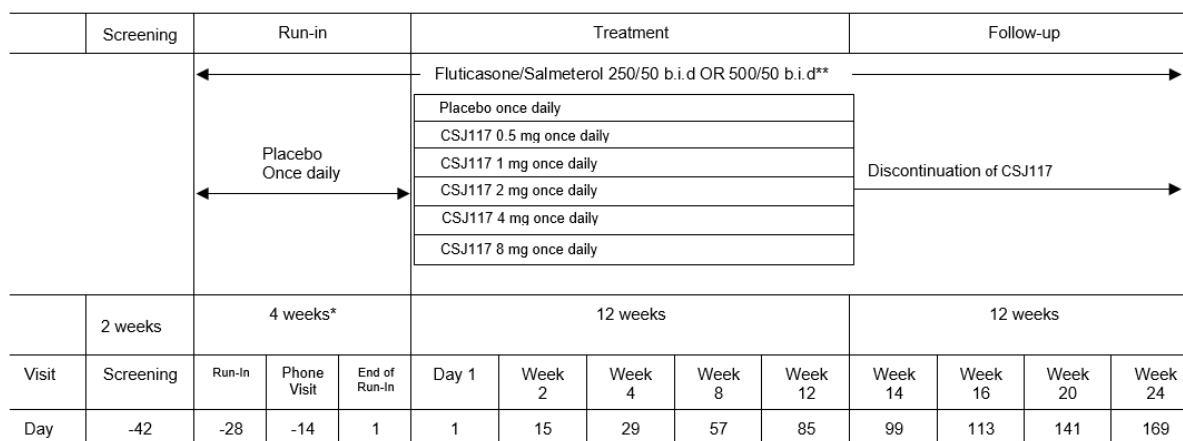 Screening Run-in Treatment Follow-up
Fluticasone/Salmeterol 250/50 b.i.d OR 500/50 b.i.d**
Placebo
Once daily
Placebo once daily
CSJ117 0.5 mg once daily
CSJ117 1 mg once daily
CSJ117 2 mg once daily
CSJ117 4 mg once daily
CSJ117 8 mg once daily
Discontinuation of CSJ117
2 weeks 4 weeks* 12 weeks 12 weeks
Visit Screening Run-In Phone Visit End of Run-In Day 1 Week 2 Week 4 Week 8 Week 12 Week 14 Week 16 Week 20 Week 24
Day -42 -28 -14 1 1 15 29 57 85 99 113 141 169